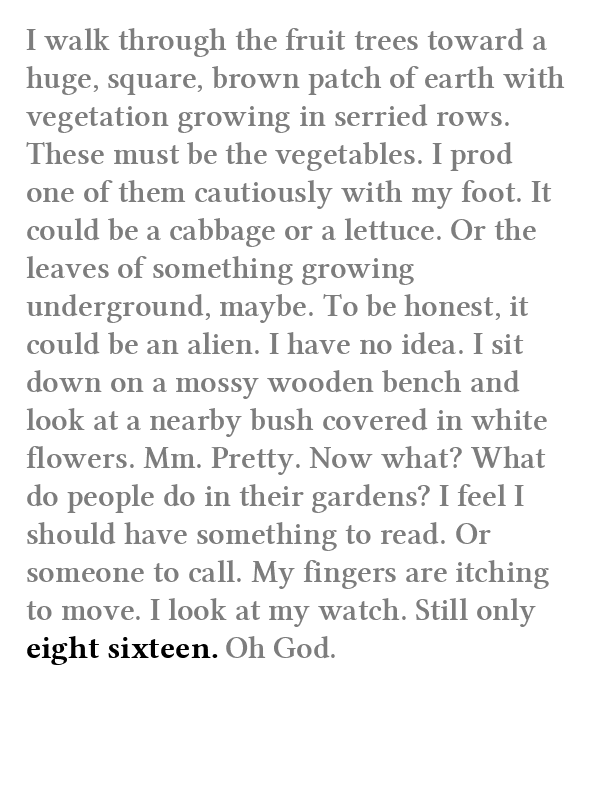 I walk through the fruit trees toward a
huge, square, brown patch of earth with
vegetation growing in serried rows.
These must be the vegetables. I prod
one of them cautiously with my foot. It
could be a cabbage or a lettuce. Or the
leaves of something growing
underground, maybe. To be honest, it
could be an alien. I have no idea. I sit
down on a mossy wooden bench and
look at a nearby bush covered in white
flowers. Mm. Pretty. Now what? What
do people do in their gardens? I feel I
should have something to read. Or
someone to call. My fingers are itching
to move. I look at my watch. Still only
eight sixteen. Oh God.